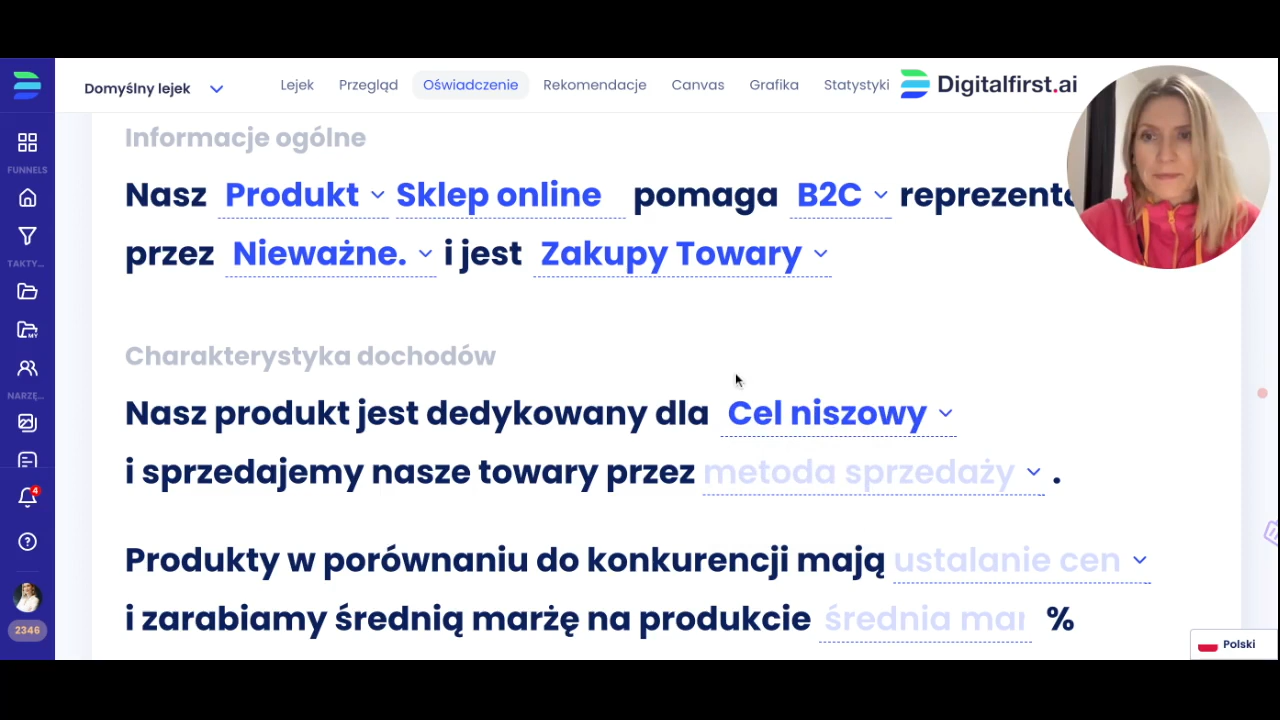 Domyślny lejek
Lejek Przegląd Oświadczenie Rekomendacje Canvas Grafika Statystyki Digitalfirst.ai
FUNNELS
TAKTY...
MY
NARZĘ...
4
2346
Informacje ogólne
Nasz Produkt Sklep online pomaga B2C
przez Nieważne. i jest Zakupy Towary
Charakterystyka dochodów
Nasz produkt jest dedykowany dla Cel niszowy
i sprzedajemy nasze towary przez metoda sprzedaży .
Produkty w porównaniu do konkurencji mają ustalanie cen
i zarabiamy średnią marżę na produkcie średnia mar %
Polski